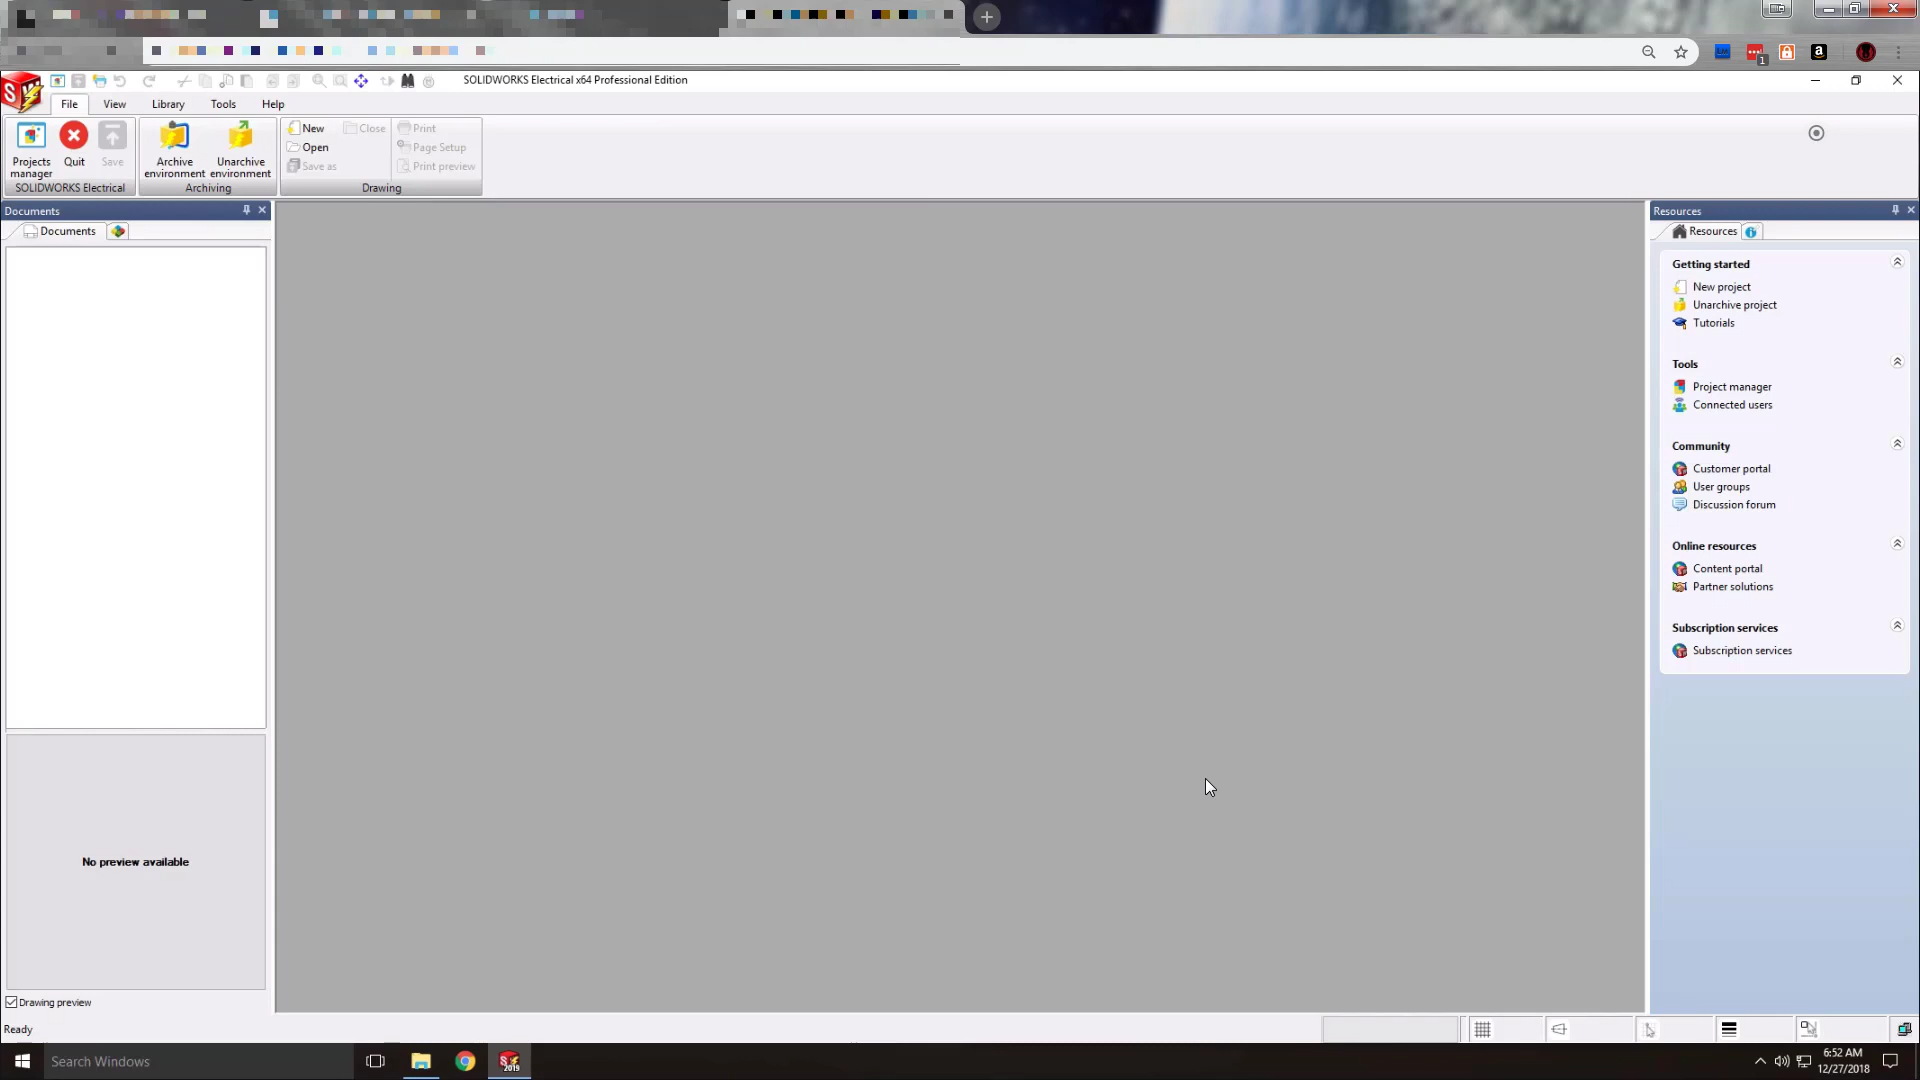 SOLIDWORKS Electrical x64 Professional Edition
File View Library Tools Help
New Close Print
Open Page Setup
Save as Print preview
Projects manager Quit Save
Archive environment Unarchive environment
SOLIDWORKS Electrical Archiving Drawing
Documents
Documents
No preview available
Drawing preview
Ready
Resources
Resources
Getting started
New project
Unarchive project
Tutorials
Tools
Project manager
Connected users
Community
Customer portal
User groups
Discussion forum
Online resources
Content portal
Partner solutions
Subscription services
Subscription services
Search Windows
2019
6:52 AM
12/27/2018